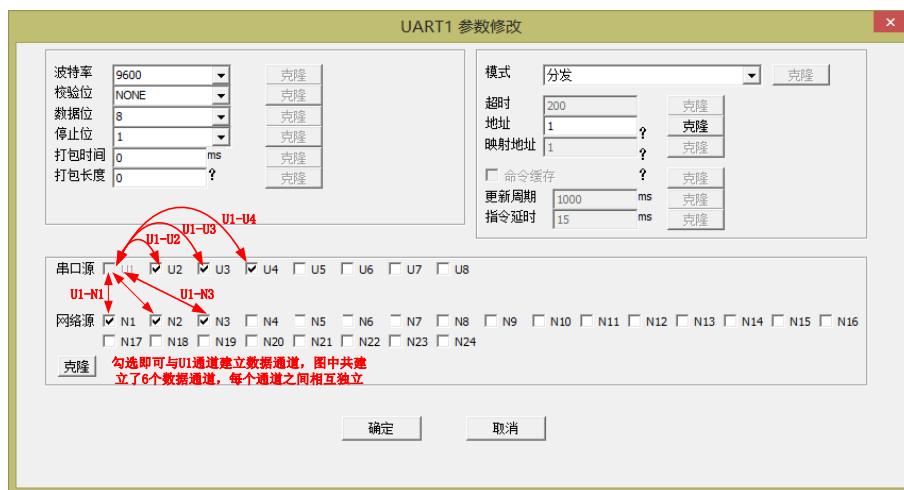 UART1 参数修改
波特率 9600 克隆
校验位 NONE 克隆
数据位 8 克隆
停止位 1 克隆
打包时间 0 ms 克隆
打包长度 0 ? 克隆
模式 分发 克隆
超时 200 克隆
地址 1 ? 克隆
映射地址 1 ? 克隆
命令缓存 ? 克隆
更新周期 1000 ms 克隆
指令延时 15 ms 克隆
U1-U4
U1-U3
U1-U2
串口源 U1 U2 U3 U4 U5 U6 U7 U8
U1-N1 U1-N3
网络源 N1 N2 N3 N4 N5 N6 N7 N8 N9 N10 N11 N12 N13 N14 N15 N16
N17 N18 N19 N20 N21 N22 N23 N24
克隆
勾选即可与U1通道建立数据通道，图中共建
立了6个数据通道，每个通道之间相互独立
确定 取消